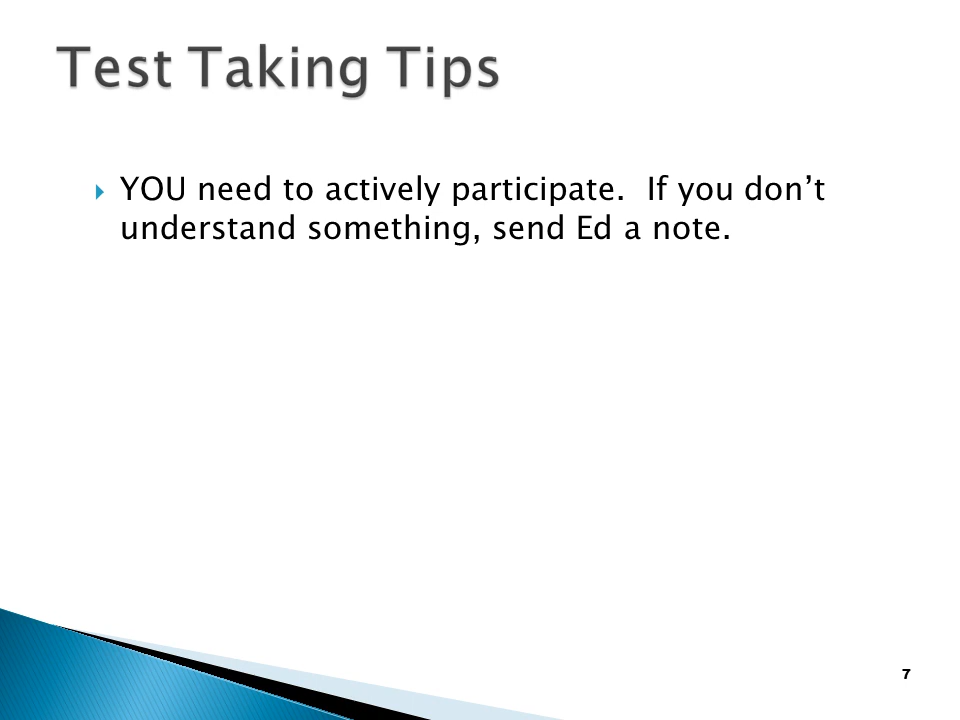 Test Taking Tips
YOU need to actively participate.  If you don’t
understand something, send Ed a note.
7